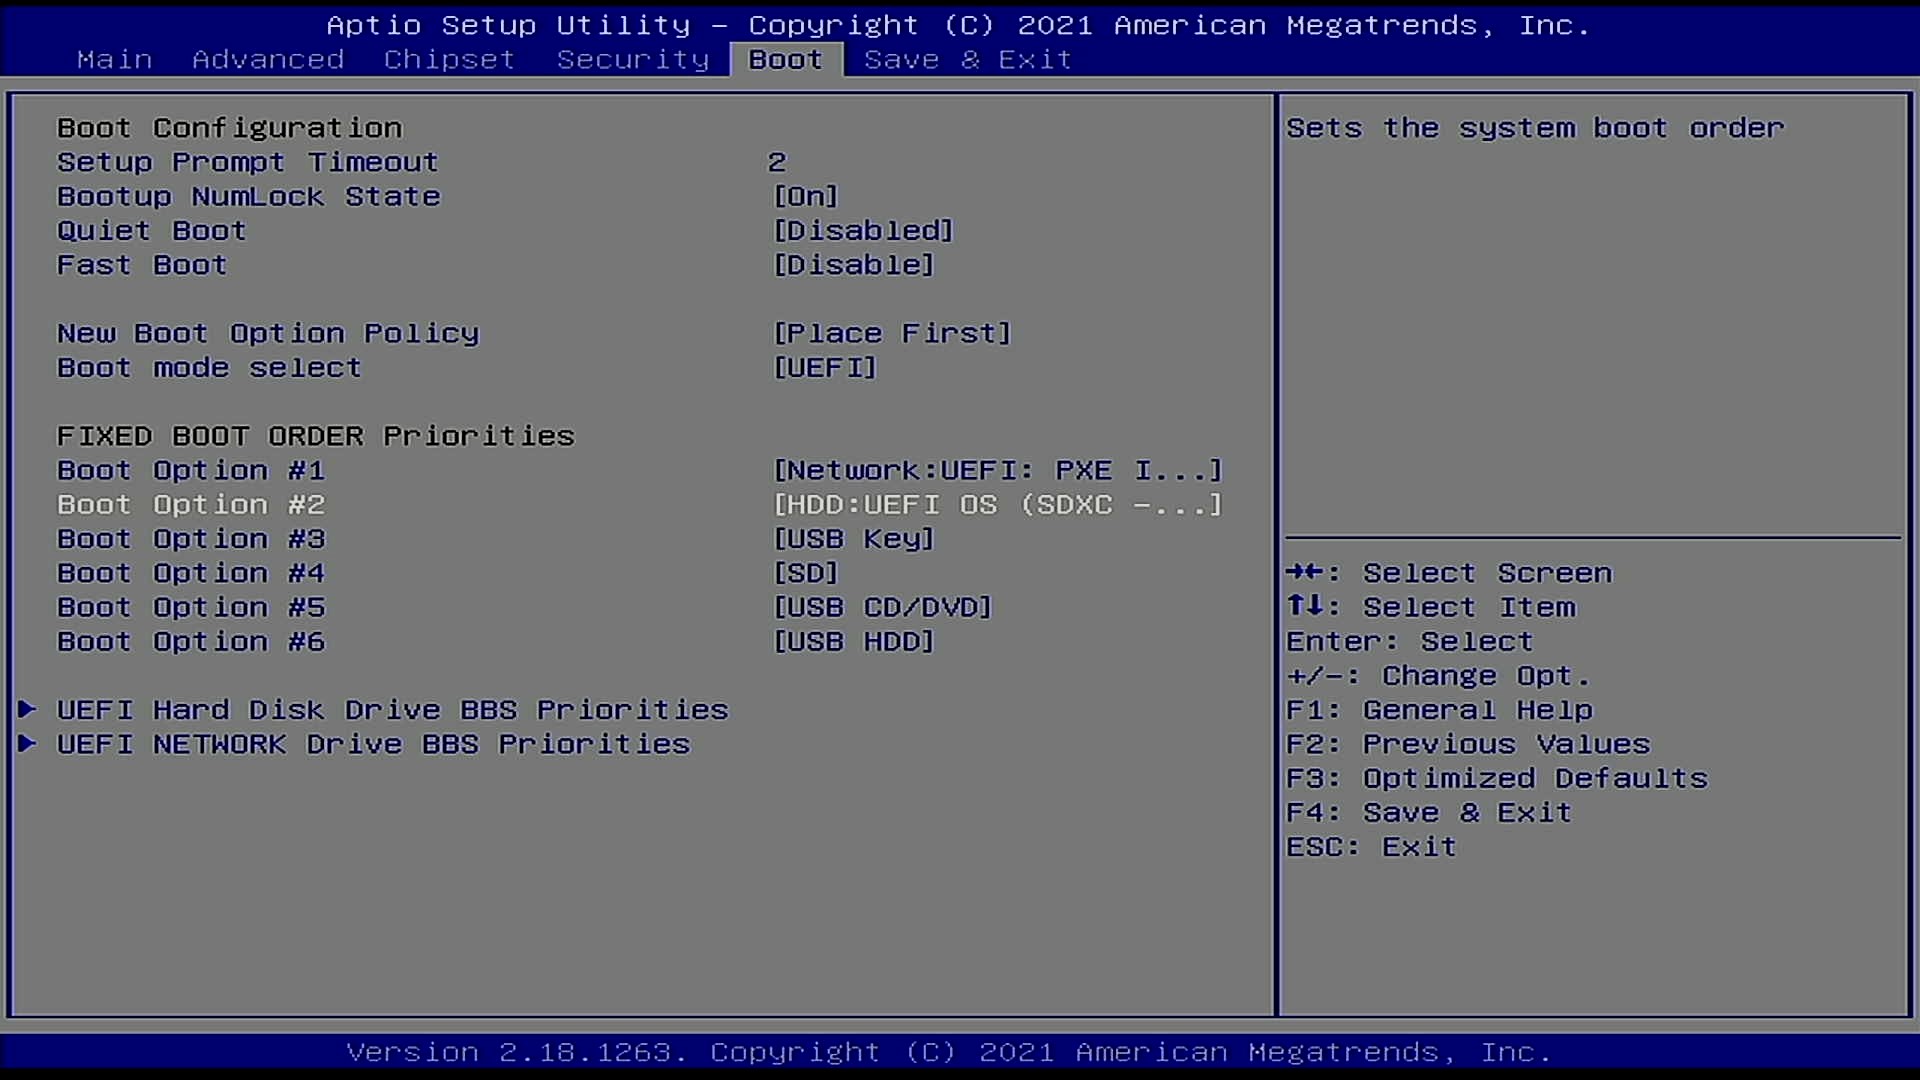 Aptio Setup Utility – Copyright (C) 2021 American Megatrends, Inc.
Main Advanced Chipset Security Boot Save & Exit
Boot Configuration
Setup Prompt Timeout 2
Bootup NumLock State [On]
Quiet Boot [Disabled]
Fast Boot [Disable]
New Boot Option Policy [Place First]
Boot mode select [UEFI]
FIXED BOOT ORDER Priorities
Boot Option #1 [Network:UEFI: PXE I...]
Boot Option #2 [HDD:UEFI OS (SDXC –...]
Boot Option #3 [USB Key]
Boot Option #4 [SD]
Boot Option #5 [USB CD/DVD]
Boot Option #6 [USB HDD]
▶ UEFI Hard Disk Drive BBS Priorities
▶ UEFI NETWORK Drive BBS Priorities
Sets the system boot order
→←: Select Screen
↑↓: Select Item
Enter: Select
+/–: Change Opt.
F1: General Help
F2: Previous Values
F3: Optimized Defaults
F4: Save & Exit
ESC: Exit
Version 2.18.1263. Copyright (C) 2021 American Megatrends, Inc.